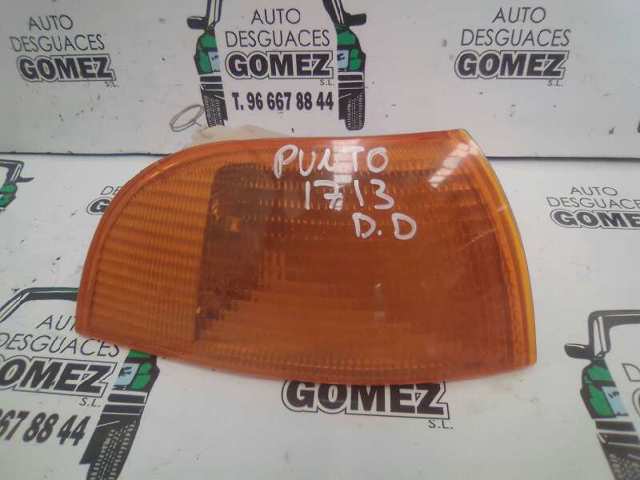 AUTO
DESGUACES
GOMEZ
S.L.
AUTO
DESGUACES
GOMEZ
S.L.
T. 96 667 88 44
AUTO
DESGUACES
GOMEZ
S.L.
PUNTO
1713
D.D
AUTO
DESGUACES
GOMEZ
S.L.
AUTO
DESGUACES
GOMEZ
S.L.
667 88 44
GOMEZ
S.L.